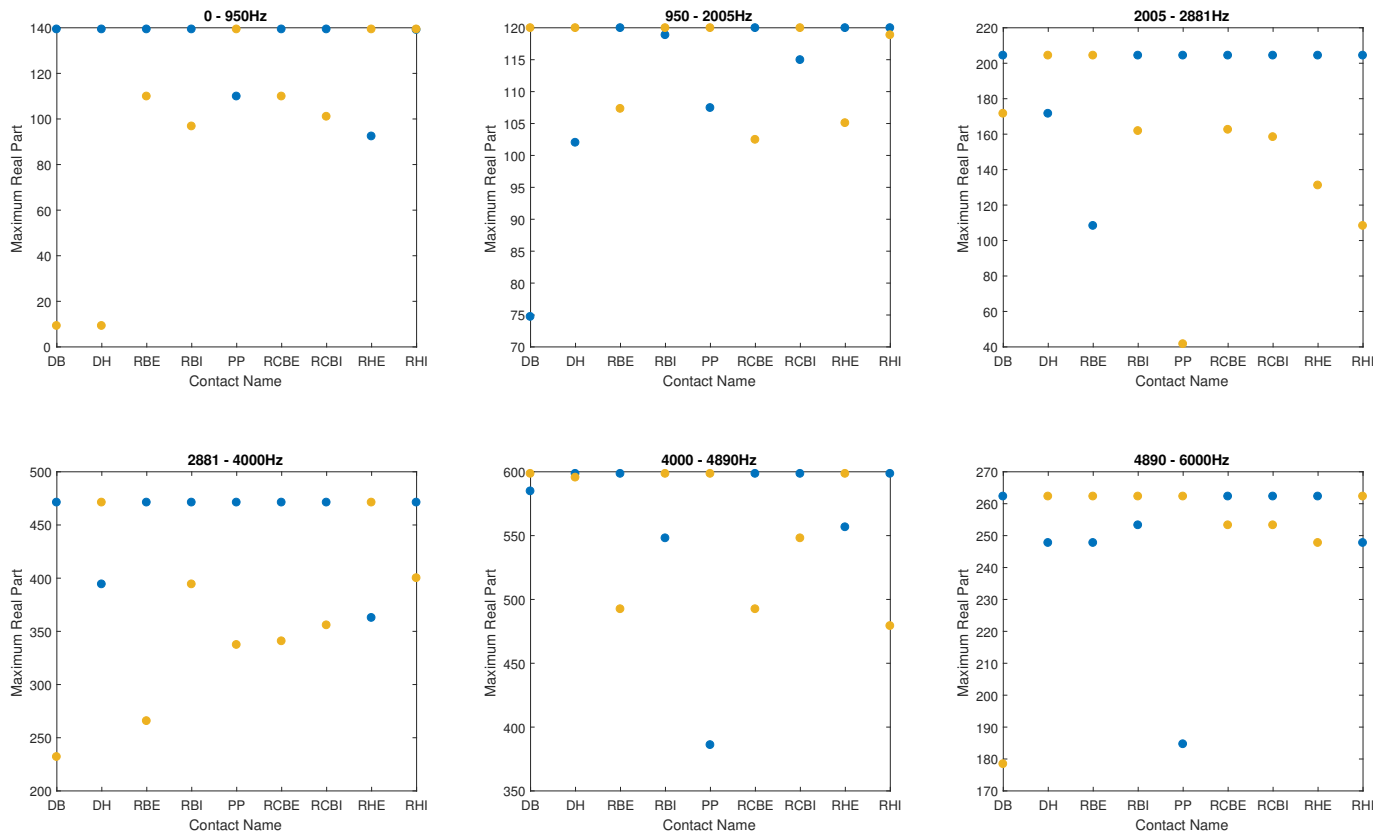 0 - 950Hz
140
120
100
80
60
40
20
0
Maximum Real Part
DB DH RBE RBI PP RCBE RCBI RHE RHI
Contact Name
950 - 2005Hz
120
115
110
105
100
95
90
85
80
75
70
Maximum Real Part
DB DH RBE RBI PP RCBE RCBI RHE RHI
Contact Name
2005 - 2881Hz
220
200
180
160
140
120
100
80
60
40
Maximum Real Part
DB DH RBE RBI PP RCBE RCBI RHE RHI
Contact Name
2881 - 4000Hz
500
450
400
350
300
250
200
Maximum Real Part
DB DH RBE RBI PP RCBE RCBI RHE RHI
Contact Name
4000 - 4890Hz
600
550
500
450
400
350
Maximum Real Part
DB DH RBE RBI PP RCBE RCBI RHE RHI
Contact Name
4890 - 6000Hz
270
260
250
240
230
220
210
200
190
180
170
Maximum Real Part
DB DH RBE RBI PP RCBE RCBI RHE RHI
Contact Name